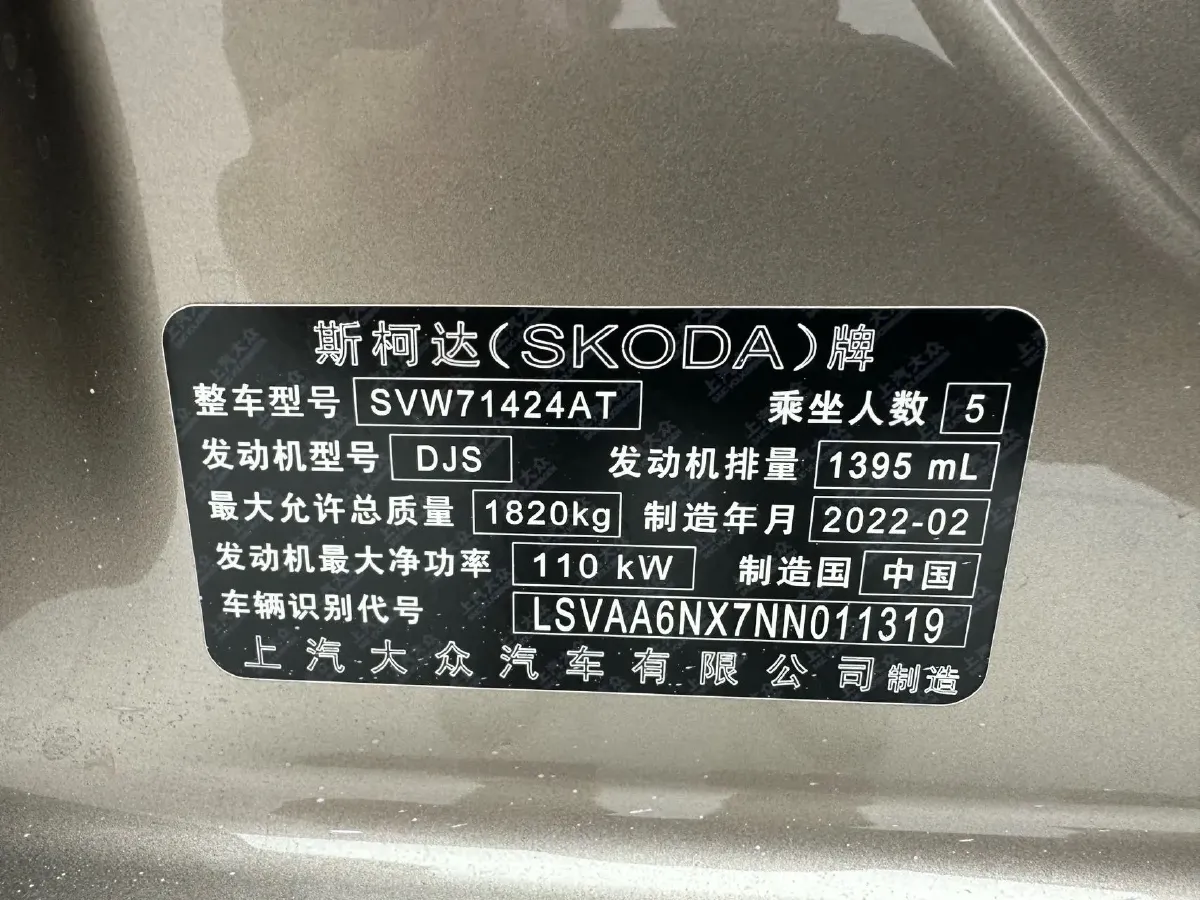 斯柯达(SKODA)牌
整车型号 SVW71424AT 乘坐人数 5
发动机型号 DJS 发动机排量 1395 mL
最大允许总质量 1820kg 制造年月 2022-02
发动机最大净功率 110 kW 制造国 中国
车辆识别代号 LSVAA6NX7NN011319
上汽大众汽车有限公司制造